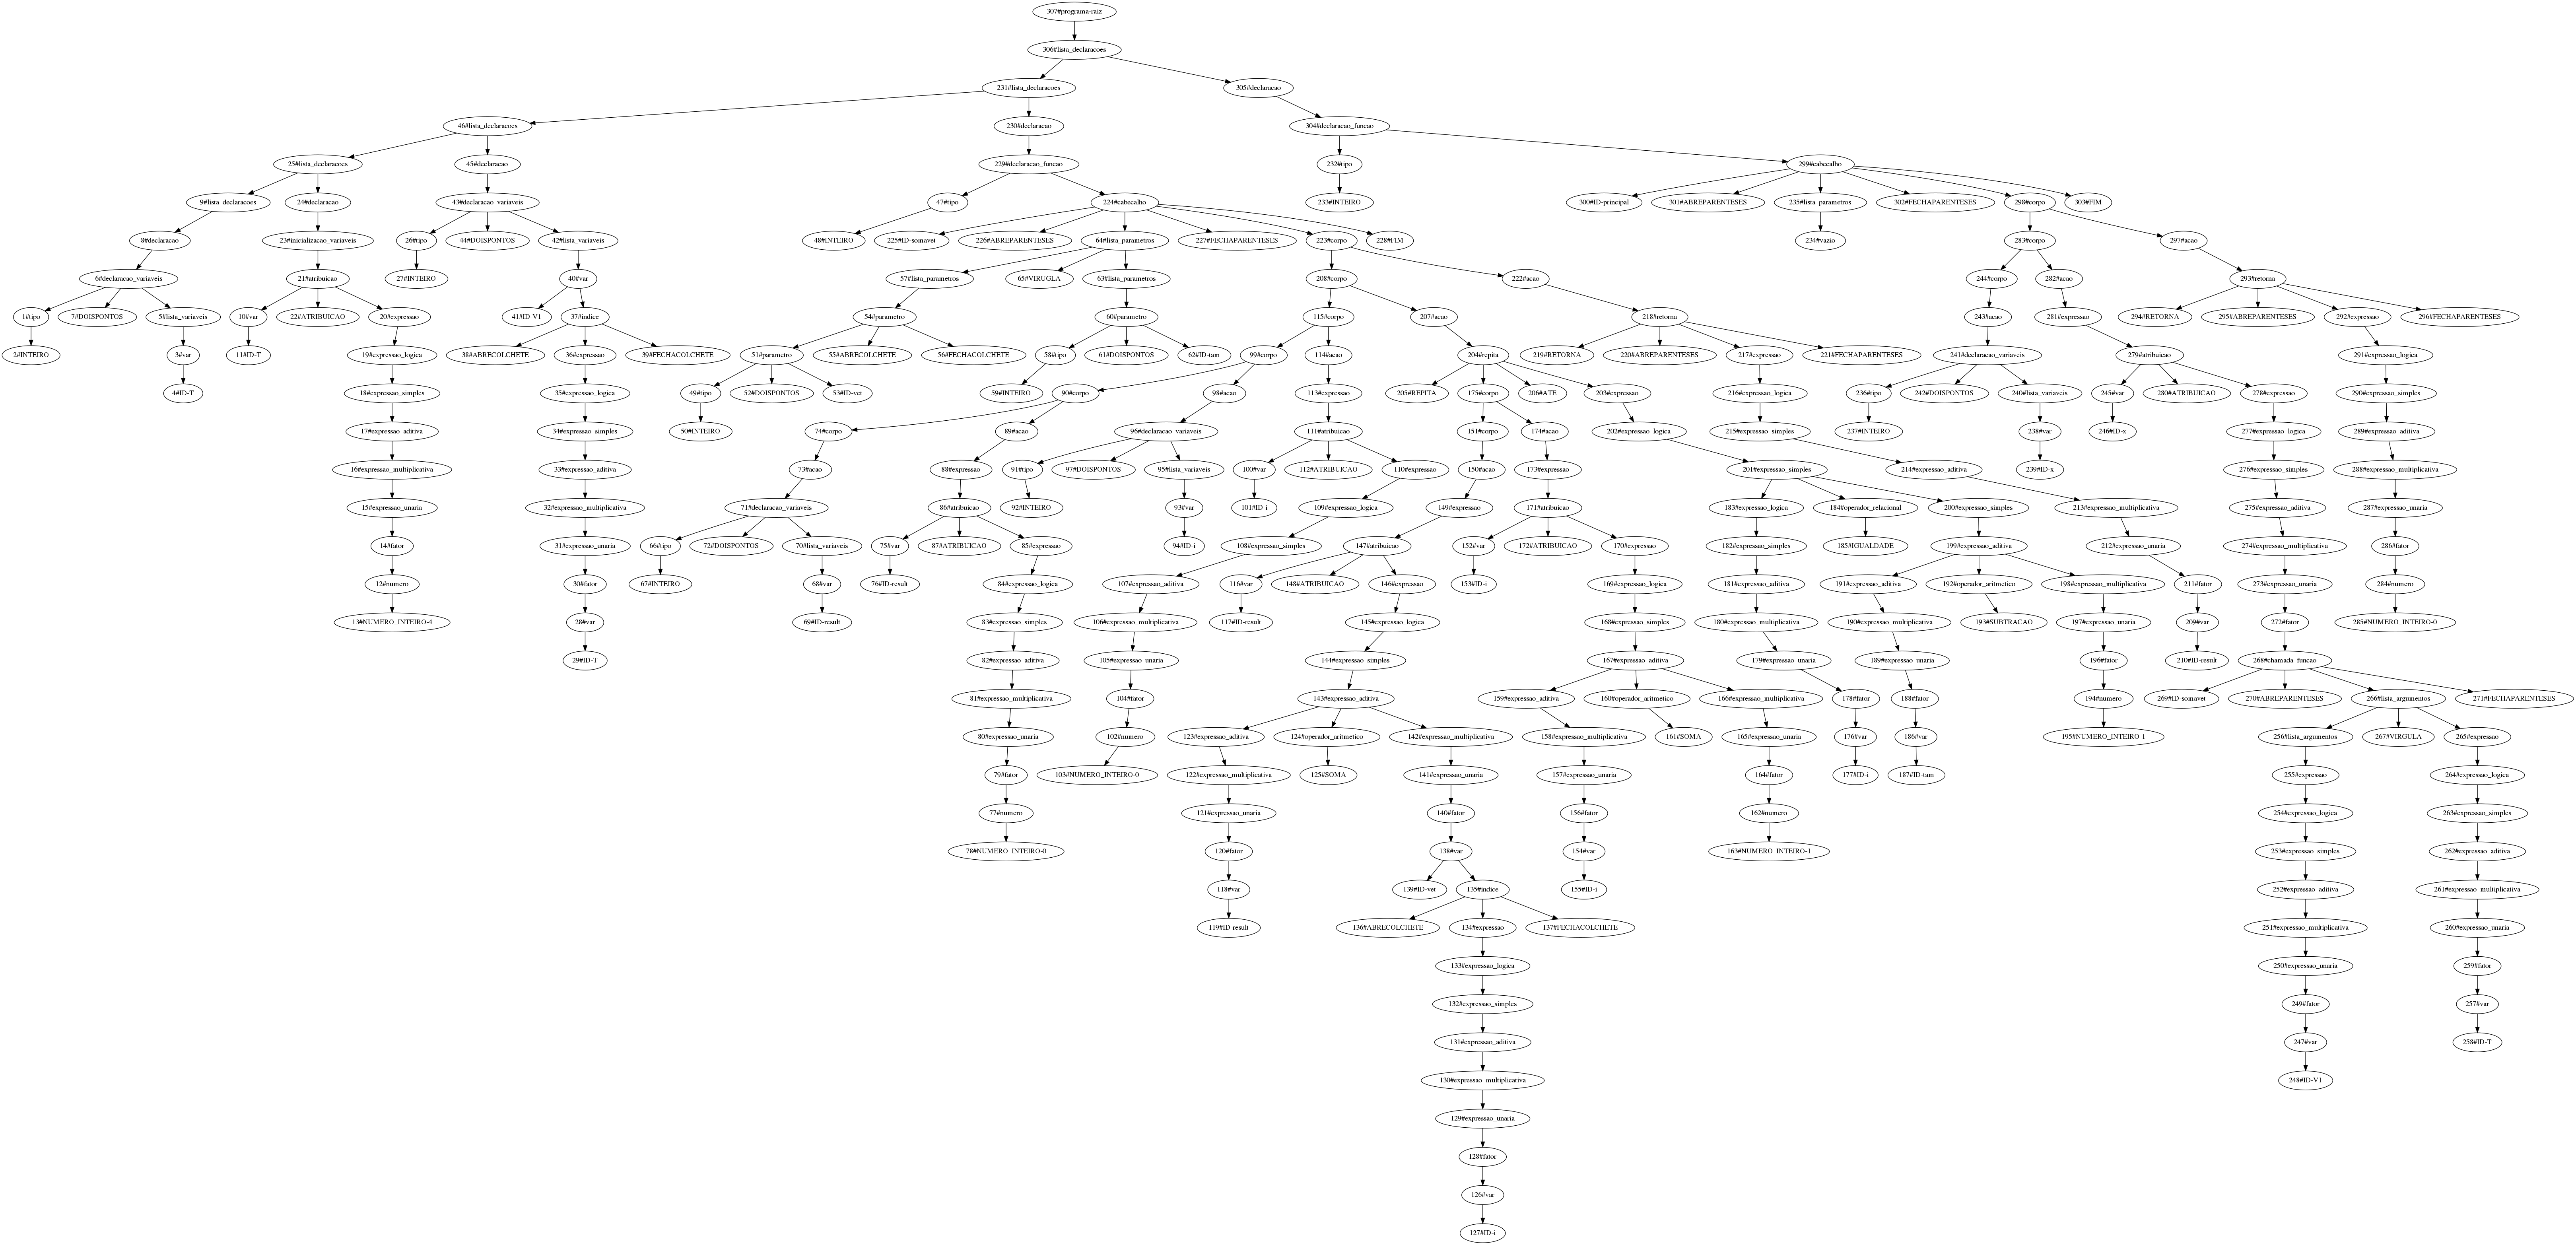 307#programa-raiz
306#lista_declaracoes
231#lista_declaracoes
305#declaracao
46#lista_declaracoes
230#declaracao
304#declaracao_funcao
25#lista_declaracoes
45#declaracao
229#declaracao_funcao
232#tipo
299#cabecalho
9#lista_declaracoes
24#declaracao
43#declaracao_variaveis
47#tipo
224#cabecalho
233#INTEIRO
300#ID-principal
301#ABREPARENTESES
235#lista_parametros
302#FECHAPARENTESES
298#corpo
303#FIM
8#declaracao
23#inicializacao_variaveis
26#tipo
44#DOISPONTOS
42#lista_variaveis
48#INTEIRO
225#ID-somavet
226#ABREPARENTESES
64#lista_parametros
227#FECHAPARENTESES
223#corpo
228#FIM
234#vazio
283#corpo
297#acao
6#declaracao_variaveis
21#atribuicao
27#INTEIRO
40#var
57#lista_parametros
65#VIRUGLA
63#lista_parametros
208#corpo
222#acao
244#corpo
282#acao
293#retorna
1#tipo
7#DOISPONTOS
5#lista_variaveis
10#var
22#ATRIBUICAO
20#expressao
41#ID-V1
37#indice
54#parametro
60#parametro
115#corpo
207#acao
218#retorna
243#acao
281#expressao
294#RETORNA
295#ABREPARENTESES
292#expressao
296#FECHAPARENTESES
2#INTEIRO
3#var
11#ID-T
19#expressao_logica
38#ABRECOLCHETE
36#expressao
39#FECHACOLCHETE
51#parametro
55#ABRECOLCHETE
56#FECHACOLCHETE
58#tipo
61#DOISPONTOS
62#ID-tam
99#corpo
114#acao
204#repita
219#RETORNA
220#ABREPARENTESES
217#expressao
221#FECHAPARENTESES
241#declaracao_variaveis
279#atribuicao
291#expressao_logica
4#ID-T
18#expressao_simples
35#expressao_logica
49#tipo
52#DOISPONTOS
53#ID-vet
59#INTEIRO
90#corpo
98#acao
113#expressao
205#REPITA
175#corpo
206#ATE
203#expressao
216#expressao_logica
236#tipo
242#DOISPONTOS
240#lista_variaveis
245#var
280#ATRIBUICAO
278#expressao
290#expressao_simples
17#expressao_aditiva
34#expressao_simples
50#INTEIRO
74#corpo
89#acao
96#declaracao_variaveis
111#atribuicao
151#corpo
174#acao
202#expressao_logica
215#expressao_simples
237#INTEIRO
238#var
246#ID-x
277#expressao_logica
289#expressao_aditiva
16#expressao_multiplicativa
33#expressao_aditiva
73#acao
88#expressao
91#tipo
97#DOISPONTOS
95#lista_variaveis
100#var
112#ATRIBUICAO
110#expressao
150#acao
173#expressao
201#expressao_simples
214#expressao_aditiva
239#ID-x
276#expressao_simples
288#expressao_multiplicativa
15#expressao_unaria
32#expressao_multiplicativa
71#declaracao_variaveis
86#atribuicao
92#INTEIRO
93#var
101#ID-i
109#expressao_logica
149#expressao
171#atribuicao
183#expressao_logica
184#operador_relacional
200#expressao_simples
213#expressao_multiplicativa
275#expressao_aditiva
287#expressao_unaria
14#fator
31#expressao_unaria
66#tipo
72#DOISPONTOS
70#lista_variaveis
75#var
87#ATRIBUICAO
85#expressao
94#ID-i
108#expressao_simples
147#atribuicao
152#var
172#ATRIBUICAO
170#expressao
182#expressao_simples
185#IGUALDADE
199#expressao_aditiva
212#expressao_unaria
274#expressao_multiplicativa
286#fator
12#numero
30#fator
67#INTEIRO
68#var
76#ID-result
84#expressao_logica
107#expressao_aditiva
116#var
148#ATRIBUICAO
146#expressao
153#ID-i
169#expressao_logica
181#expressao_aditiva
191#expressao_aditiva
192#operador_aritmetico
198#expressao_multiplicativa
211#fator
273#expressao_unaria
284#numero
13#NUMERO_INTEIRO-4
28#var
69#ID-result
83#expressao_simples
106#expressao_multiplicativa
117#ID-result
145#expressao_logica
168#expressao_simples
180#expressao_multiplicativa
190#expressao_multiplicativa
193#SUBTRACAO
197#expressao_unaria
209#var
272#fator
285#NUMERO_INTEIRO-0
29#ID-T
82#expressao_aditiva
105#expressao_unaria
144#expressao_simples
167#expressao_aditiva
179#expressao_unaria
189#expressao_unaria
196#fator
210#ID-result
268#chamada_funcao
81#expressao_multiplicativa
104#fator
143#expressao_aditiva
159#expressao_aditiva
160#operador_aritmetico
166#expressao_multiplicativa
178#fator
188#fator
194#numero
269#ID-somavet
270#ABREPARENTESES
266#lista_argumentos
271#FECHAPARENTESES
80#expressao_unaria
102#numero
123#expressao_aditiva
124#operador_aritmetico
142#expressao_multiplicativa
158#expressao_multiplicativa
161#SOMA
165#expressao_unaria
176#var
186#var
195#NUMERO_INTEIRO-1
256#lista_argumentos
267#VIRGULA
265#expressao
79#fator
103#NUMERO_INTEIRO-0
122#expressao_multiplicativa
125#SOMA
141#expressao_unaria
157#expressao_unaria
164#fator
177#ID-i
187#ID-tam
255#expressao
264#expressao_logica
77#numero
121#expressao_unaria
140#fator
156#fator
162#numero
254#expressao_logica
263#expressao_simples
78#NUMERO_INTEIRO-0
120#fator
138#var
154#var
163#NUMERO_INTEIRO-1
253#expressao_simples
262#expressao_aditiva
118#var
139#ID-vet
135#indice
155#ID-i
252#expressao_aditiva
261#expressao_multiplicativa
119#ID-result
136#ABRECOLCHETE
134#expressao
137#FECHACOLCHETE
251#expressao_multiplicativa
260#expressao_unaria
133#expressao_logica
250#expressao_unaria
259#fator
132#expressao_simples
249#fator
257#var
131#expressao_aditiva
247#var
258#ID-T
130#expressao_multiplicativa
248#ID-V1
129#expressao_unaria
128#fator
126#var
127#ID-i